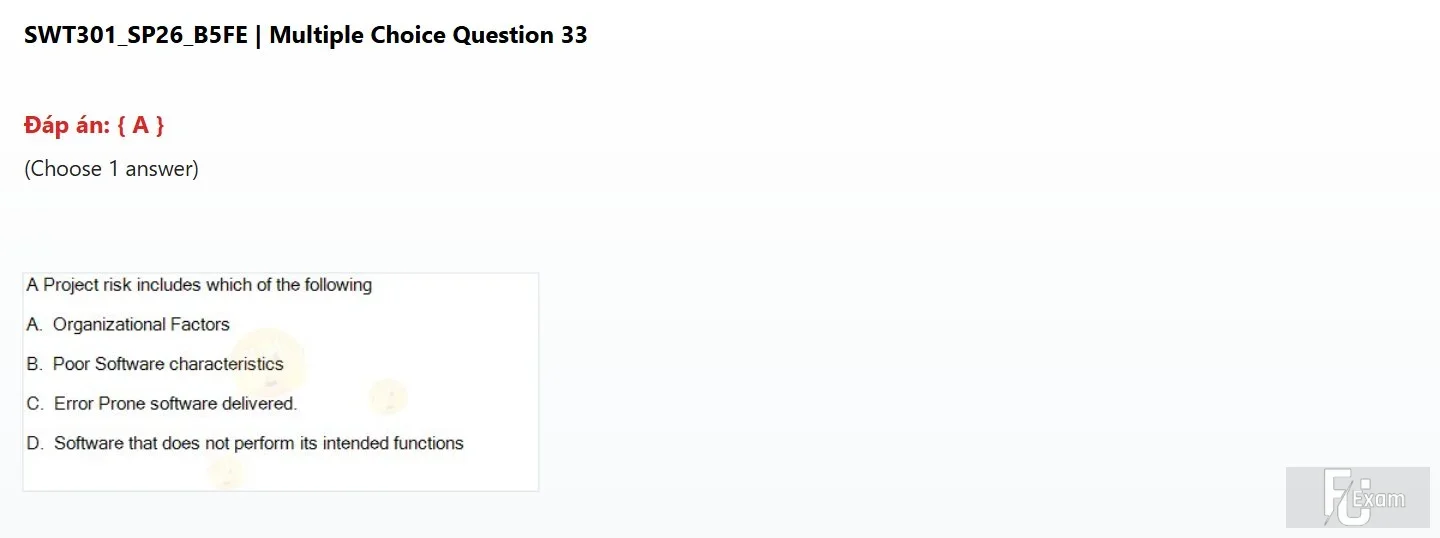 SWT301_SP26_B5FE | Multiple Choice Question 33
Đáp án: { A }
(Choose 1 answer)
A Project risk includes which of the following
A. Organizational Factors
B. Poor Software characteristics
C. Error Prone software delivered.
D. Software that does not perform its intended functions
FU Exam